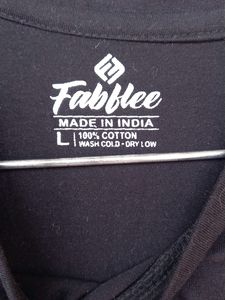 Fabflee
MADE IN INDIA
L 100% COTTON
WASH COLD - DRY LOW